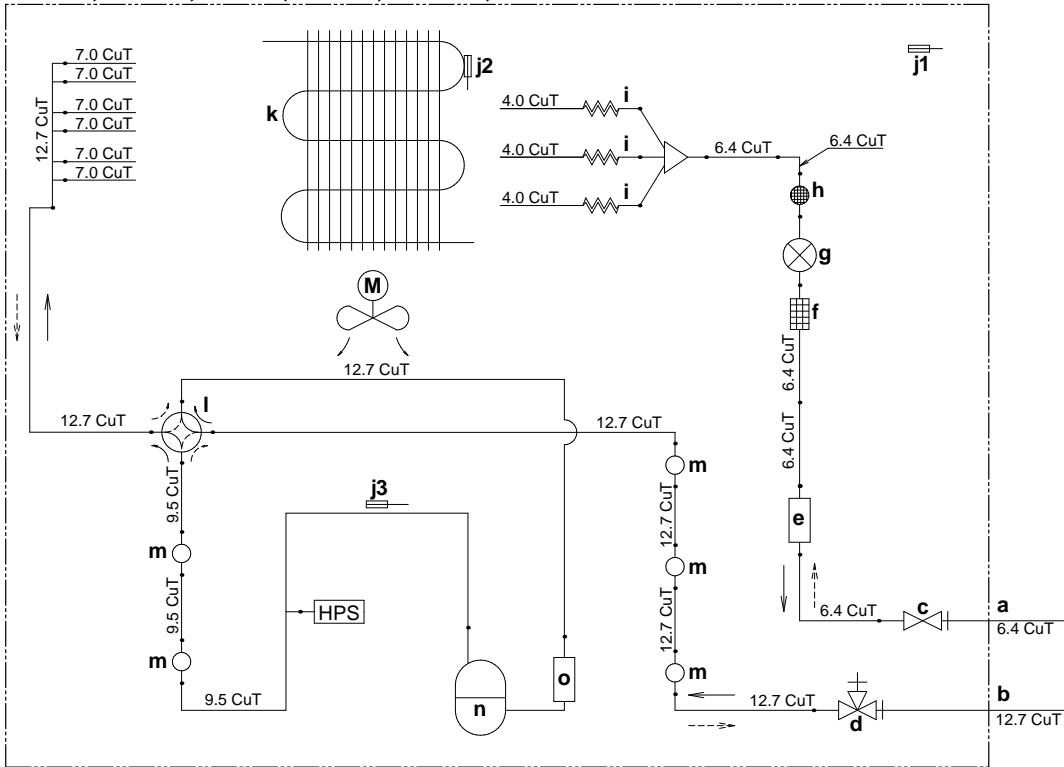 j1
7.0 CuT
7.0 CuT
7.0 CuT
7.0 CuT
7.0 CuT
7.0 CuT
12.7 CuT
j2
k
4.0 CuT
i
4.0 CuT
i
4.0 CuT
i
6.4 CuT
6.4 CuT
h
g
f
M
12.7 CuT
6.4 CuT
6.4 CuT
12.7 CuT
l
12.7 CuT
m
9.5 CuT
j3
12.7 CuT
e
m
m
9.5 CuT
HPS
12.7 CuT
6.4 CuT
c
a
6.4 CuT
m
m
9.5 CuT
n
o
12.7 CuT
d
b
12.7 CuT